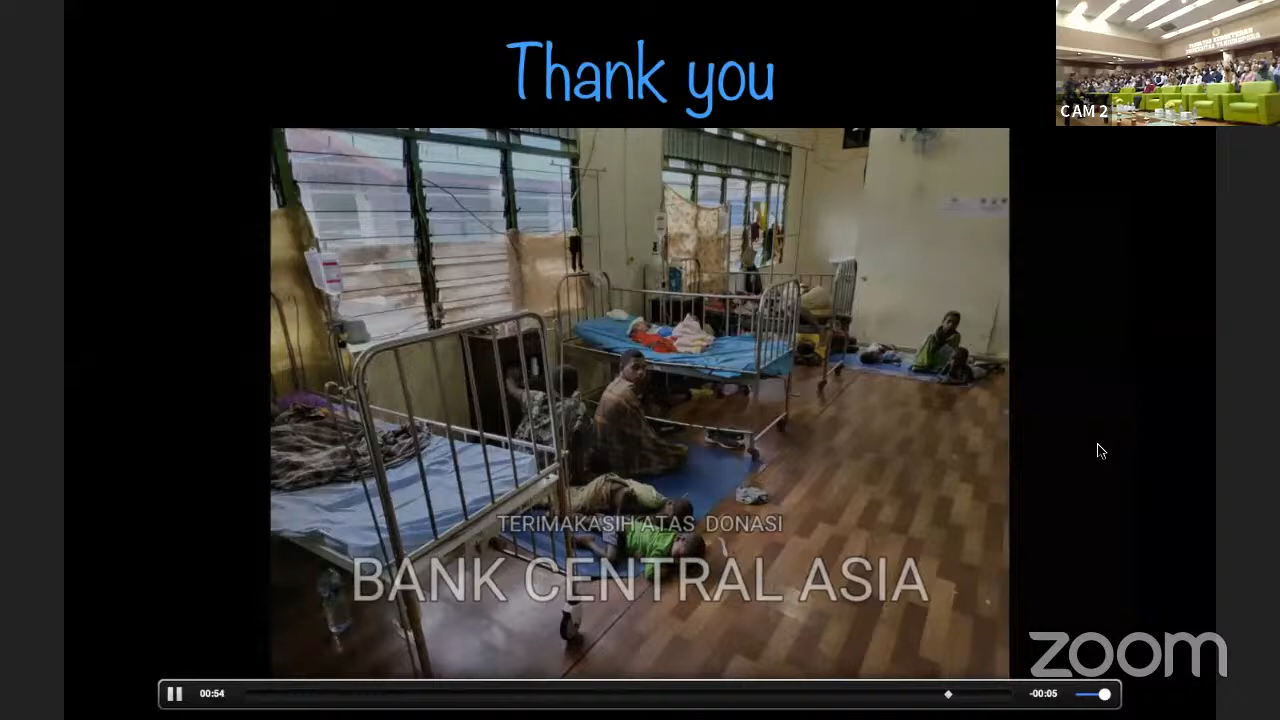 Thank you
CAM 2
TERIMAKASIH ATAS DONASI
BANK CENTRAL ASIA
zoom
00:54
-00:05